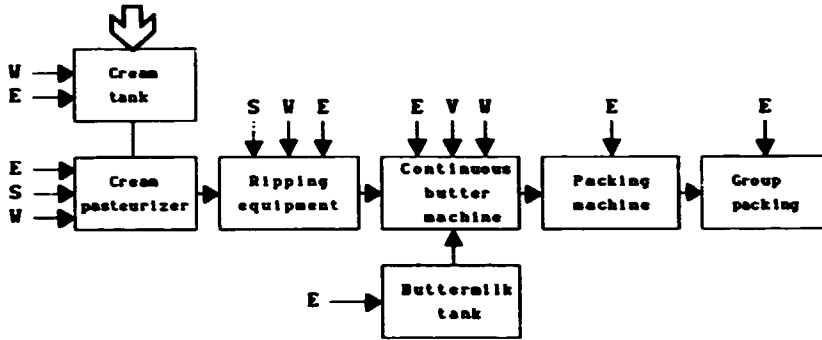 W
E
Cream
tank
E
S
W
Cream
pasteurizer
S W E
Ripping
equipment
E V W
Continuous
butter
machine
E
Packing
machine
E
Group
packing
E
Buttermilk
tank